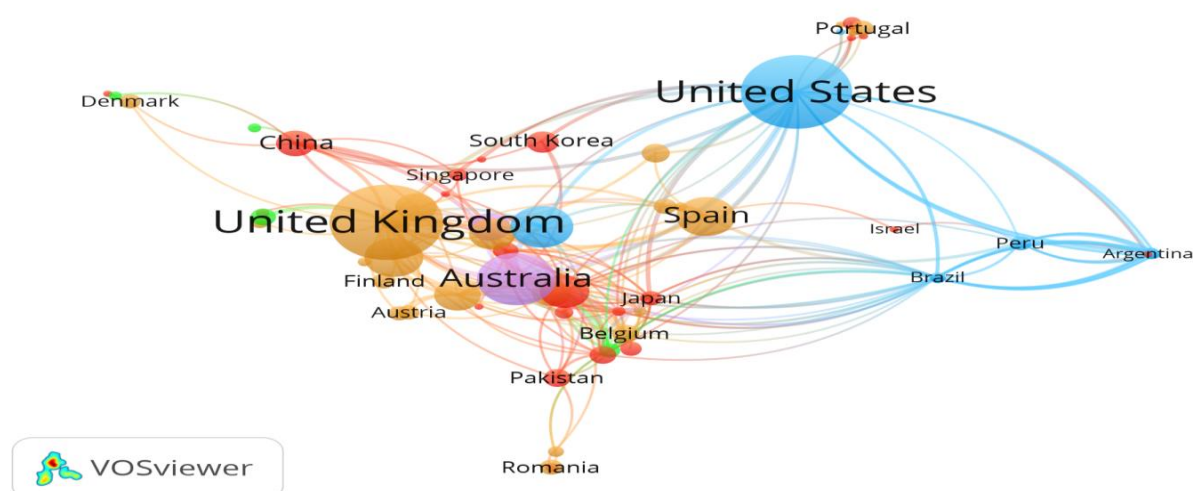 Portugal
United States
Denmark
China
South Korea
Singapore
United Kingdom
Spain
Israel
Peru
Argentina
Brazil
Finland
Australia
Japan
Austria
Belgium
Pakistan
Romania
VOSviewer